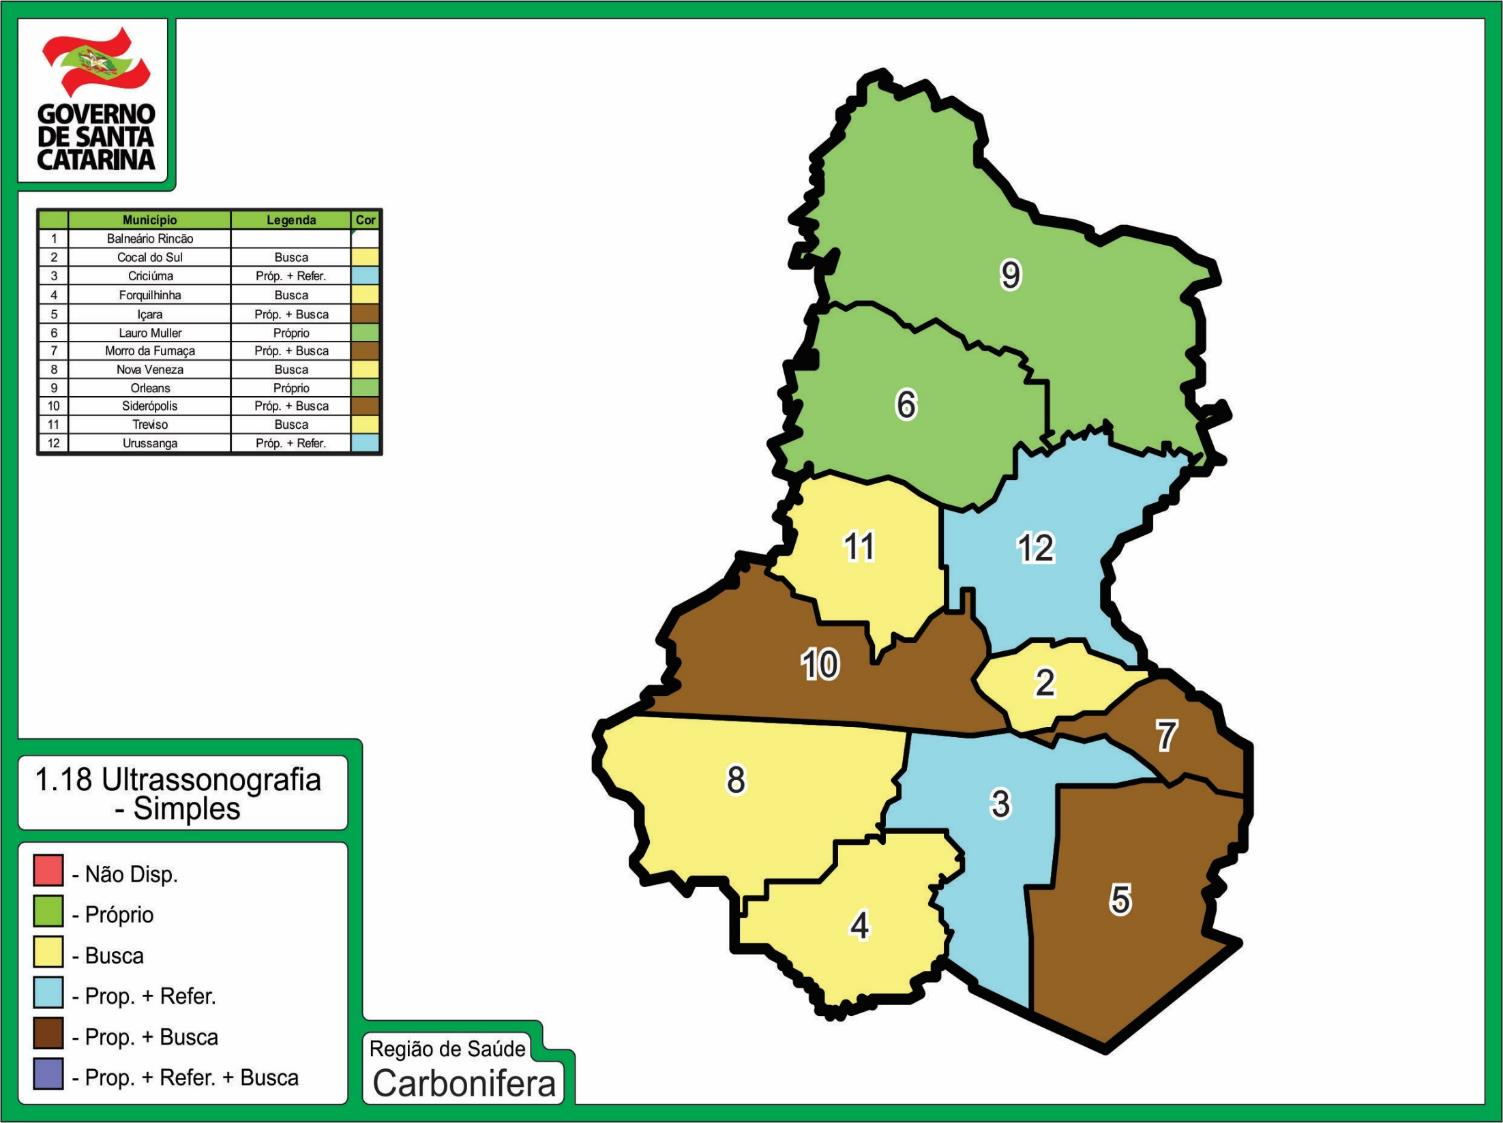 GOVERNO
DE SANTA
CATARINA
Município Legenda Cor
1 Balneário Rincão
2 Cocal do Sul Busca
3 Criciúma Próp. + Refer.
4 Forquilhinha Busca
5 Içara Próp. + Busca
6 Lauro Muller Próprio
7 Morro da Fumaça Próp. + Busca
8 Nova Veneza Busca
9 Orleans Próprio
10 Siderópolis Próp. + Busca
11 Treviso Busca
12 Urussanga Próp. + Refer.
9
6
11
12
10
2
7
8
3
5
4
1.18 Ultrassonografia
- Simples
- Não Disp.
- Próprio
- Busca
- Prop. + Refer.
- Prop. + Busca
- Prop. + Refer. + Busca
Região de Saúde
Carbonifera